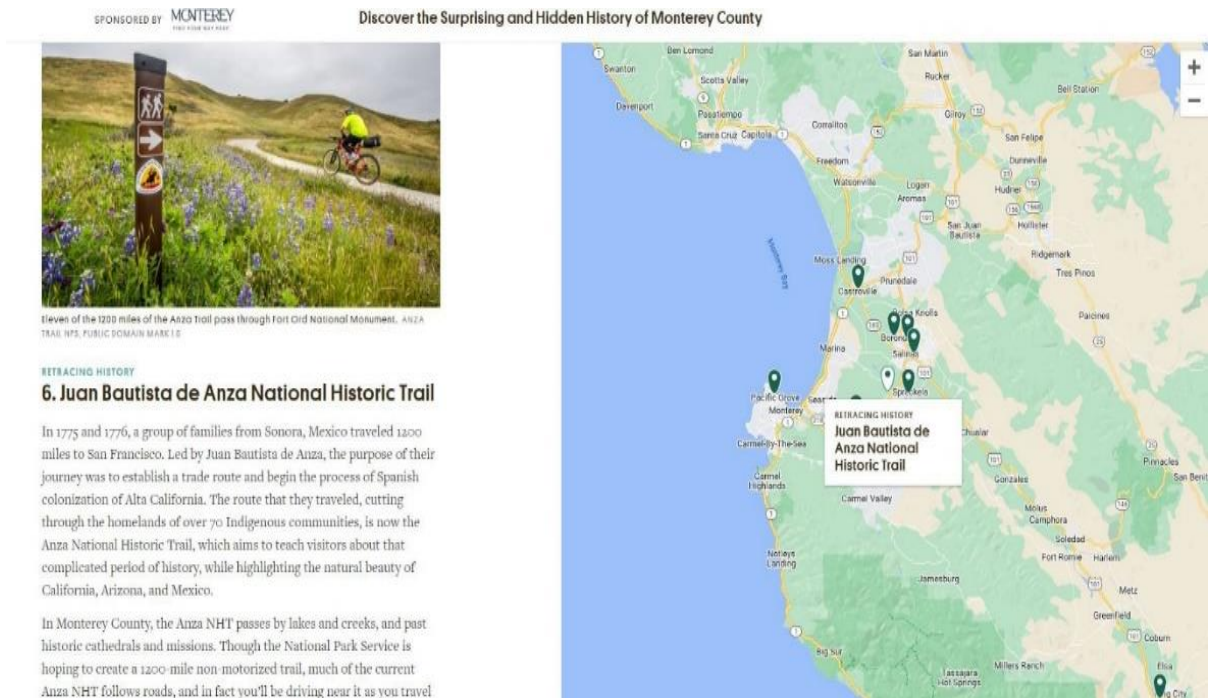 SPONSORED BY MONTEREY
Discover the Surprising and Hidden History of Monterey County
Eleven of the 1200 miles of the Anza Trail pass through Fort Ord National Monument. ANZA
TRAIL NPS, PUBLIC DOMAIN MARK 1.0
RETRACING HISTORY
6. Juan Bautista de Anza National Historic Trail
In 1775 and 1776, a group of families from Sonora, Mexico traveled 1200
miles to San Francisco. Led by Juan Bautista de Anza, the purpose of their
journey was to establish a trade route and begin the process of Spanish
colonization of Alta California. The route that they traveled, cutting
through the homelands of over 70 Indigenous communities, is now the
Anza National Historic Trail, which aims to teach visitors about that
complicated period of history, while highlighting the natural beauty of
California, Arizona, and Mexico.
In Monterey County, the Anza NHT passes by lakes and creeks, and past
historic cathedrals and missions. Though the National Park Service is
hoping to create a 1200-mile non-motorized trail, much of the current
Anza NHT follows roads, and in fact you'll be driving near it as you travel
Ben Lomond
San Martin
Swanton
Rucker
Scotts Valley
Bell Station
Davenport
Pasatiempo
Gilroy
Santa Cruz
Capitola
Corralitos
San Felipe
Freedom
Dunneville
Watsonville
Logan
Hudner
Aromas
San Juan
Bautista
Hollister
Monterey Bay
Moss Landing
Ridgemark
Prunedale
Tres Pinos
Castroville
Knolls
Paicines
Marina
Salinas
Pacific Grove
Spreckels
Monterey
RETRACING HISTORY
Juan Bautista de
Anza National
Historic Trail
Chualar
Carmel-By-The-Sea
Pinnacles
Carmel
Highlands
Gonzales
San Benit
Carmel Valley
Molus
Camphora
Soledad
Notleys
Landing
Fort Romie
Harlem
Jamesburg
Metz
Greenfield
Coburn
Big Sur
Tassajara
Hot Springs
Millers Ranch
Elsa
g City